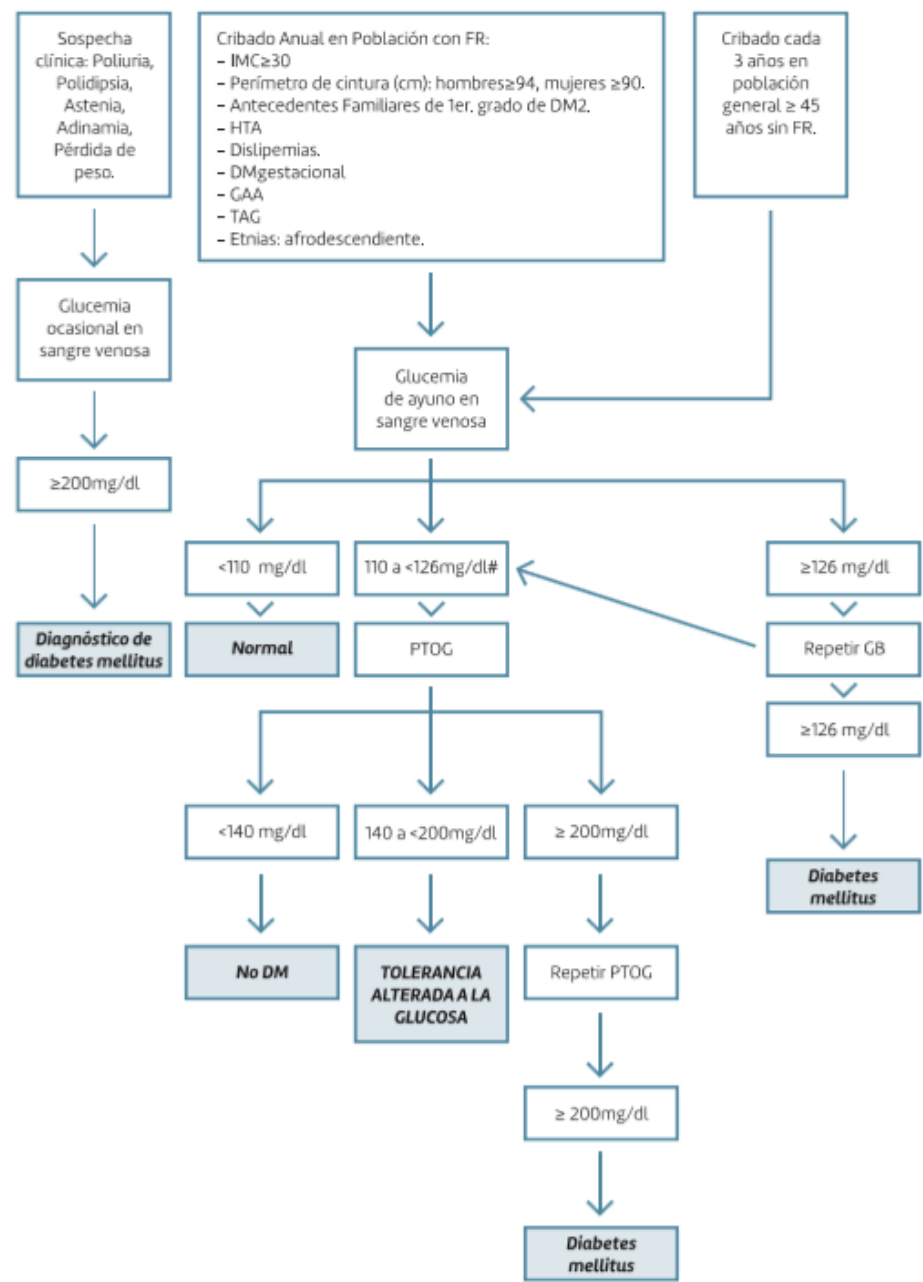 Sospecha
clínica: Poliuria,
Polidipsia,
Astenia,
Adinamia,
Pérdida de
peso.
Cribado Anual en Población con FR:
– IMC≥30
– Perímetro de cintura (cm): hombres≥94, mujeres ≥90.
– Antecedentes Familiares de 1er. grado de DM2.
– HTA
– Dislipemias.
– DMgestacional
– GAA
– TAG
– Etnias: afrodescendiente.
Cribado cada
3 años en
población
general ≥ 45
años sin FR.
Glucemia
ocasional en
sangre venosa
Glucemia
de ayuno en
sangre venosa
≥200mg/dl
<110 mg/dl
110 a <126mg/dl#
≥126 mg/dl
Diagnóstico de
diabetes mellitus
Normal
PTOG
Repetir GB
≥126 mg/dl
<140 mg/dl
140 a <200mg/dl
≥ 200mg/dl
Diabetes
mellitus
No DM
TOLERANCIA
ALTERADA A LA
GLUCOSA
Repetir PTOG
≥ 200mg/dl
Diabetes
mellitus